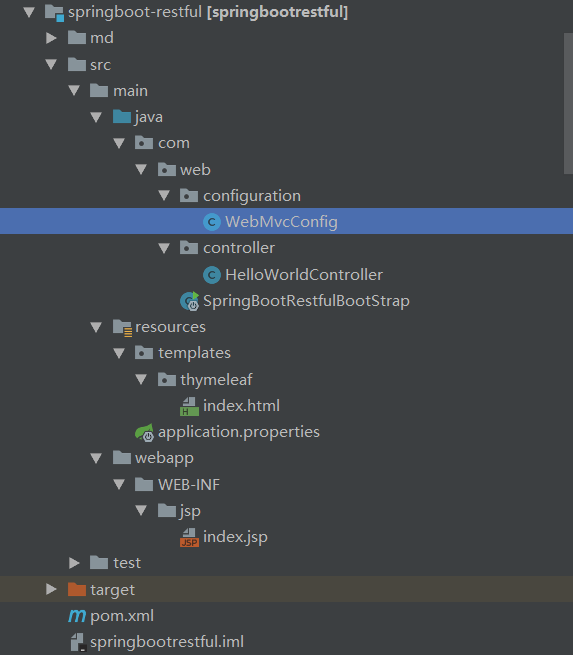 springboot-restful [springbootrestful]
md
src
main
java
com
web
configuration
WebMvcConfig
controller
HelloWorldController
SpringBootRestfulBootStrap
resources
templates
thymeleaf
index.html
application.properties
webapp
WEB-INF
jsp
index.jsp
test
target
pom.xml
springbootrestful.iml